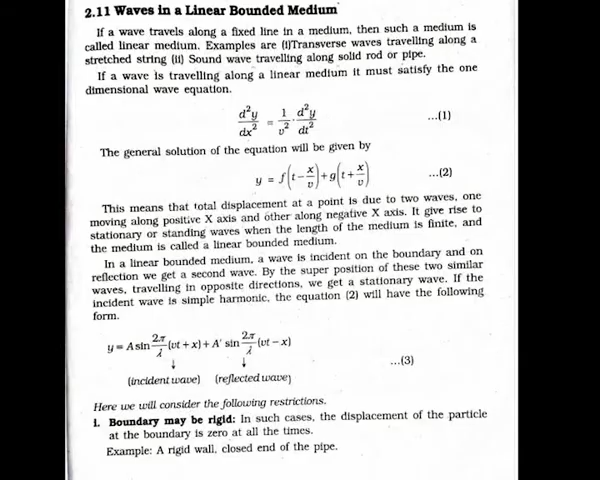 2.11 Waves in a Linear Bounded Medium
If a wave travels along a fixed line in a medium, then such a medium is
called linear medium. Examples are (i)Transverse waves travelling along a
stretched string (ii) Sound wave travelling along solid rod or pipe.
If a wave is travelling along a linear medium it must satisfy the one
dimensional wave equation.
d²y/dx² = 1/v² · d²y/dt² ...(1)
The general solution of the equation will be given by
y = f(t − x/v) + g(t + x/v) ...(2)
This means that total displacement at a point is due to two waves, one
moving along positive X axis and other along negative X axis. It give rise to
stationary or standing waves when the length of the medium is finite, and
the medium is called a linear bounded medium.
In a linear bounded medium, a wave is incident on the boundary and on
reflection we get a second wave. By the super position of these two similar
waves, travelling in opposite directions, we get a stationary wave. If the
incident wave is simple harmonic, the equation (2) will have the following
form.
y = A sin 2π/λ (vt + x) + A' sin 2π/λ (vt − x)
↓ ↓ ...(3)
(incident wave) (reflected wave)
Here we will consider the following restrictions.
i. Boundary may be rigid: In such cases, the displacement of the particle
at the boundary is zero at all the times.
Example: A rigid wall, closed end of the pipe.